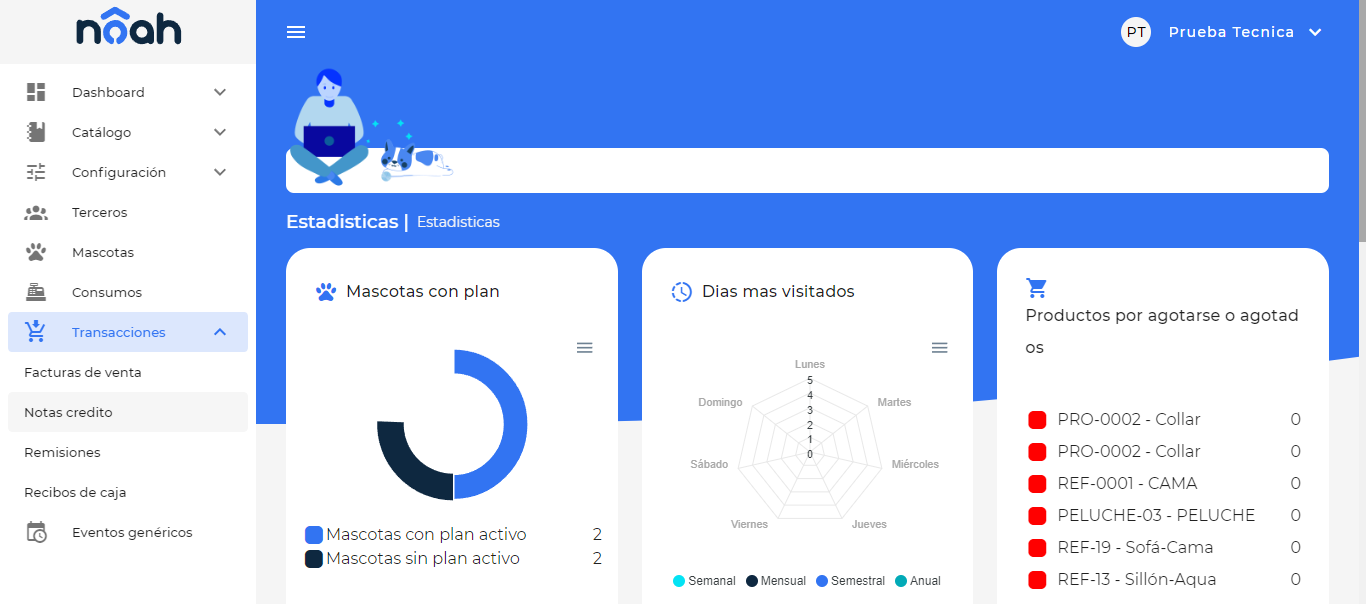 nôah
Dashboard
Catálogo
Configuración
Terceros
Mascotas
Consumos
Transacciones
Facturas de venta
Notas credito
Remisiones
Recibos de caja
Eventos genéricos
PT Prueba Tecnica
Estadisticas | Estadisticas
Mascotas con plan
Mascotas con plan activo 2
Mascotas sin plan activo 2
Dias mas visitados
Lunes
5
4
3
2
1
0
Martes
Miércoles
Jueves
Viernes
Sábado
Domingo
Semanal Mensual Semestral Anual
Productos por agotarse o agotad
os
PRO-0002 - Collar 0
PRO-0002 - Collar 0
REF-0001 - CAMA 0
PELUCHE-03 - PELUCHE 0
REF-19 - Sofá-Cama 0
REF-13 - Sillón-Aqua 0